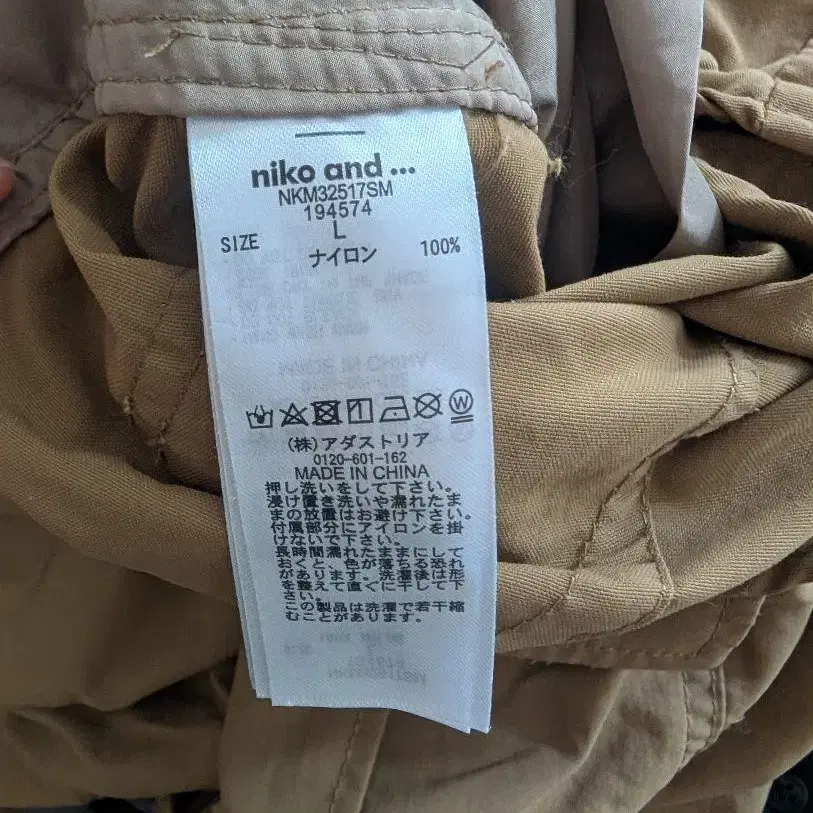 niko and ...
NKM32517SM
194574
SIZE L
ナイロン 100%
(株)アダストリア
0120-601-162
MADE IN CHINA
押し洗いをして下さい。
浸け置き洗いや濡れたま
まの放置はお避け下さい。
付属部分にアイロンを掛
けないで下さい。
長時間濡れたままにして
おくと、色が落ちる恐れ
があります。洗濯後は形
を整えて直ぐに干して下
さい。
この製品は洗濯で若干縮
むことがあります。